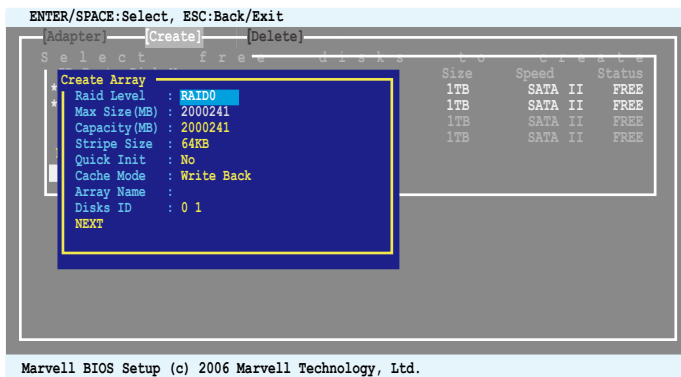 ENTER/SPACE:Select, ESC:Back/Exit
[Adapter] [Create] [Delete]
Select free disks to create
Size Speed Status
* 1TB SATA II FREE
* 1TB SATA II FREE
1TB SATA II FREE
1TB SATA II FREE
Create Array
Raid Level : RAID0
Max Size(MB) : 2000241
Capacity(MB) : 2000241
Stripe Size : 64KB
Quick Init : No
Cache Mode : Write Back
Array Name :
Disks ID : 0 1
NEXT
Marvell BIOS Setup (c) 2006 Marvell Technology, Ltd.